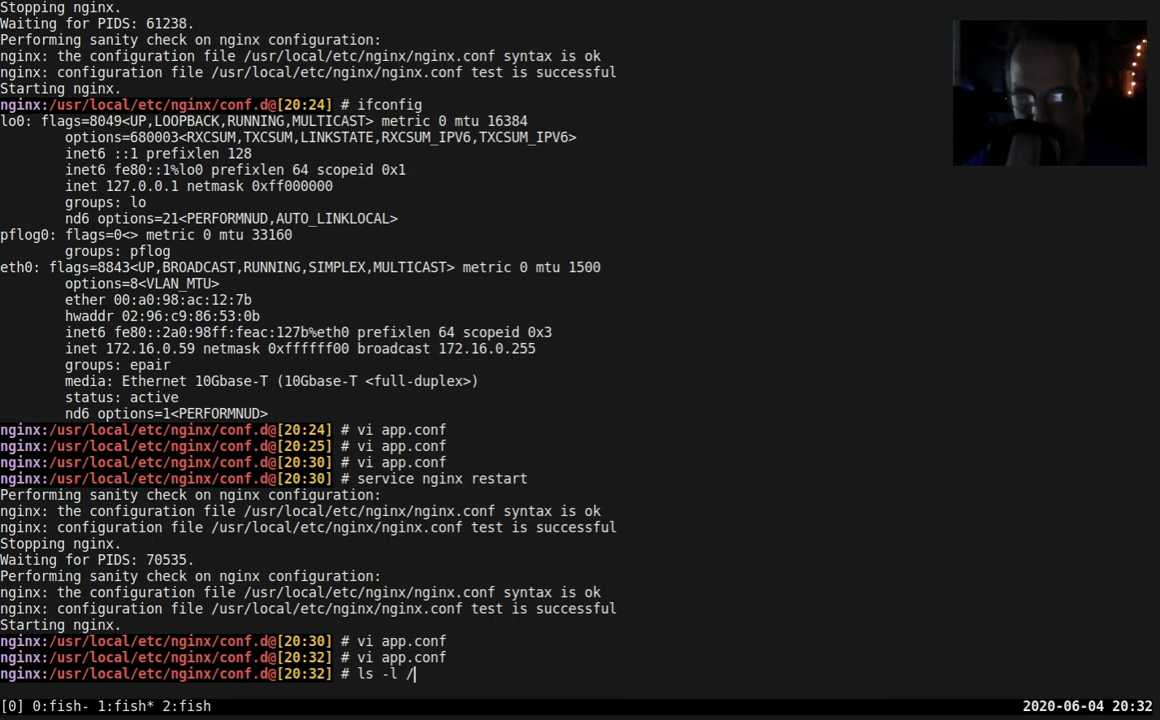 Stopping nginx.
Waiting for PIDS: 61238.
Performing sanity check on nginx configuration:
nginx: the configuration file /usr/local/etc/nginx/nginx.conf syntax is ok
nginx: configuration file /usr/local/etc/nginx/nginx.conf test is successful
Starting nginx.
nginx:/usr/local/etc/nginx/conf.d@[20:24] # ifconfig
lo0: flags=8049<UP,LOOPBACK,RUNNING,MULTICAST> metric 0 mtu 16384
options=680003<RXCSUM,TXCSUM,LINKSTATE,RXCSUM_IPV6,TXCSUM_IPV6>
inet6 ::1 prefixlen 128
inet6 fe80::1%lo0 prefixlen 64 scopeid 0x1
inet 127.0.0.1 netmask 0xff000000
groups: lo
nd6 options=21<PERFORMNUD,AUTO_LINKLOCAL>
pflog0: flags=0<> metric 0 mtu 33160
groups: pflog
eth0: flags=8843<UP,BROADCAST,RUNNING,SIMPLEX,MULTICAST> metric 0 mtu 1500
options=8<VLAN_MTU>
ether 00:a0:98:ac:12:7b
hwaddr 02:96:c9:86:53:0b
inet6 fe80::2a0:98ff:feac:127b%eth0 prefixlen 64 scopeid 0x3
inet 172.16.0.59 netmask 0xffffff00 broadcast 172.16.0.255
groups: epair
media: Ethernet 10Gbase-T (10Gbase-T <full-duplex>)
status: active
nd6 options=1<PERFORMNUD>
nginx:/usr/local/etc/nginx/conf.d@[20:24] # vi app.conf
nginx:/usr/local/etc/nginx/conf.d@[20:25] # vi app.conf
nginx:/usr/local/etc/nginx/conf.d@[20:30] # vi app.conf
nginx:/usr/local/etc/nginx/conf.d@[20:30] # service nginx restart
Performing sanity check on nginx configuration:
nginx: the configuration file /usr/local/etc/nginx/nginx.conf syntax is ok
nginx: configuration file /usr/local/etc/nginx/nginx.conf test is successful
Stopping nginx.
Waiting for PIDS: 70535.
Performing sanity check on nginx configuration:
nginx: the configuration file /usr/local/etc/nginx/nginx.conf syntax is ok
nginx: configuration file /usr/local/etc/nginx/nginx.conf test is successful
Starting nginx.
nginx:/usr/local/etc/nginx/conf.d@[20:30] # vi app.conf
nginx:/usr/local/etc/nginx/conf.d@[20:32] # vi app.conf
nginx:/usr/local/etc/nginx/conf.d@[20:32] # ls -l /
[0] 0:fish- 1:fish* 2:fish 2020-06-04 20:32